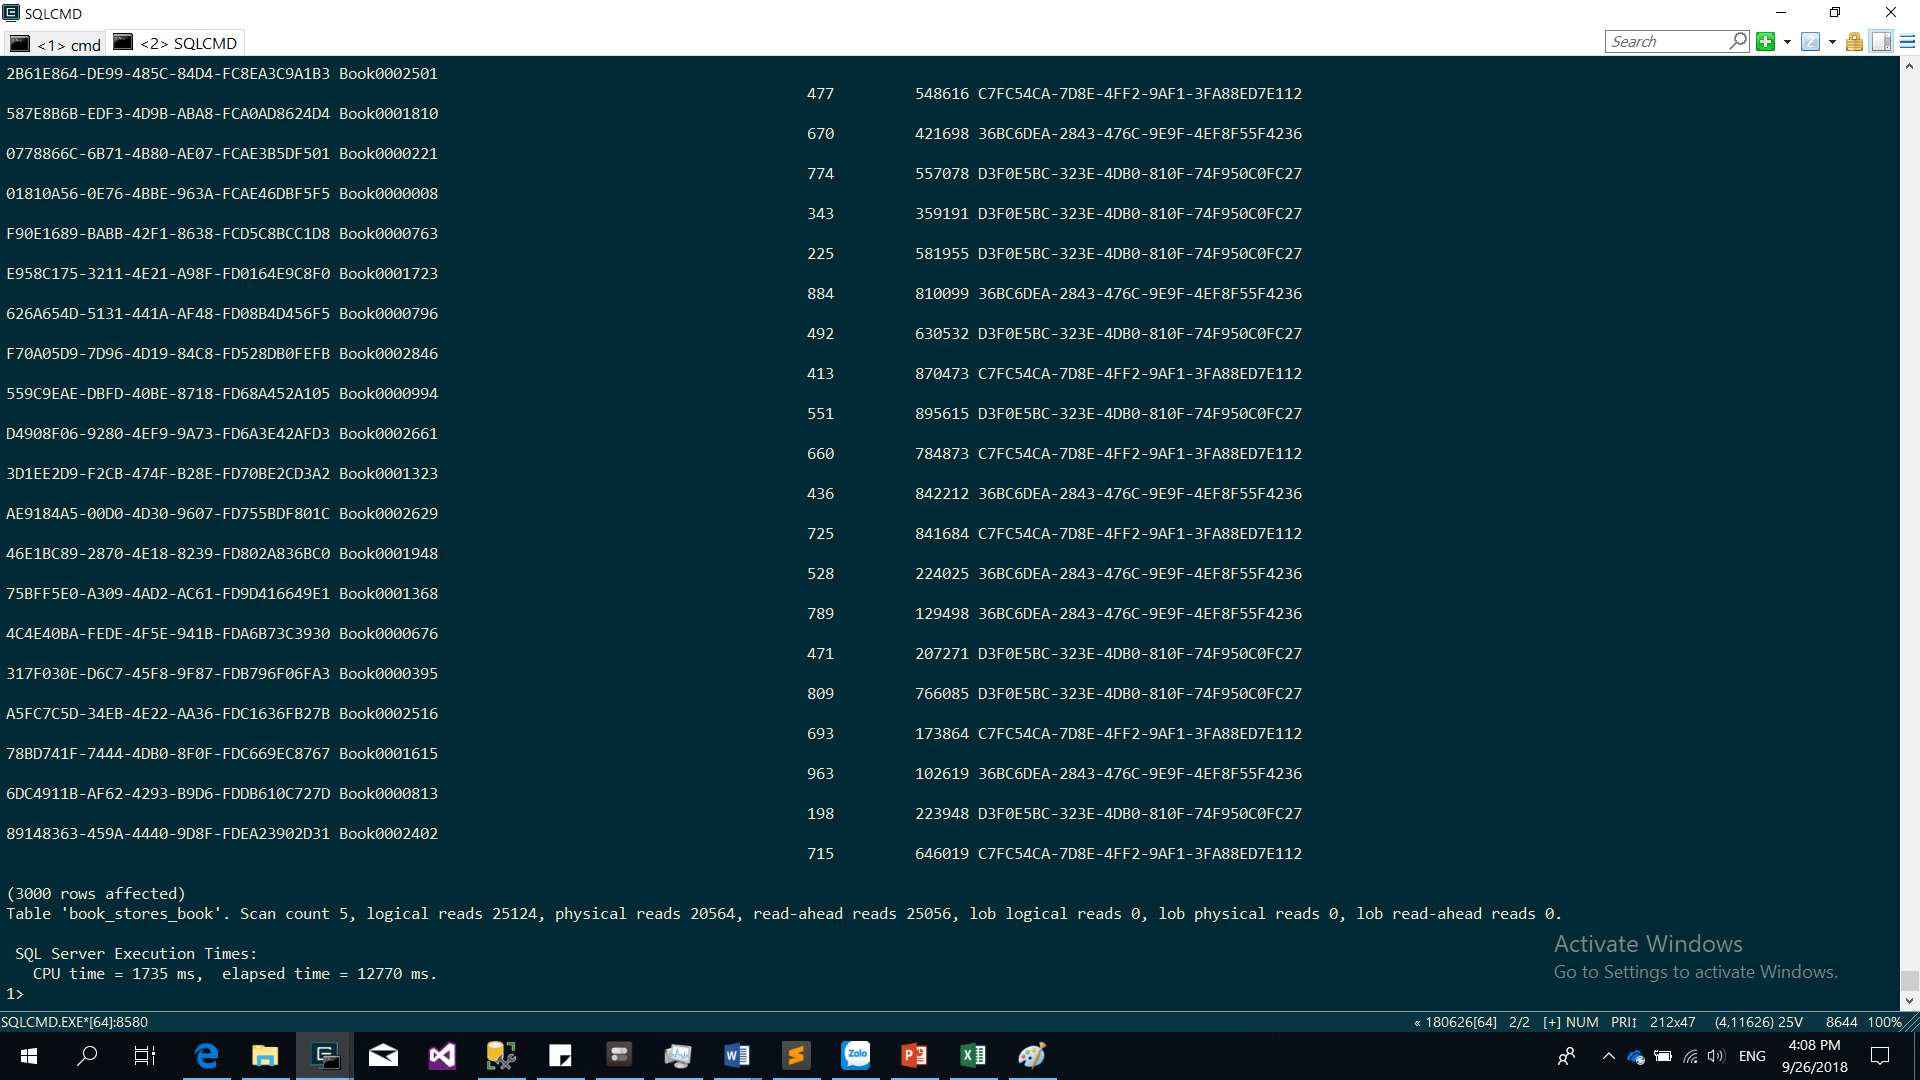 SQLCMD
<1> cmd
<2> SQLCMD
Search
2B61E864-DE99-485C-84D4-FC8EA3C9A1B3 Book0002501
477 548616 C7FC54CA-7D8E-4FF2-9AF1-3FA88ED7E112
587E8B6B-EDF3-4D9B-ABA8-FCA0AD8624D4 Book0001810
670 421698 36BC6DEA-2843-476C-9E9F-4EF8F55F4236
0778866C-6B71-4B80-AE07-FCAE3B5DF501 Book0000221
774 557078 D3F0E5BC-323E-4DB0-810F-74F950C0FC27
01810A56-0E76-4BBE-963A-FCAE46DBF5F5 Book0000008
343 359191 D3F0E5BC-323E-4DB0-810F-74F950C0FC27
F90E1689-BABB-42F1-8638-FCD5C8BCC1D8 Book0000763
225 581955 D3F0E5BC-323E-4DB0-810F-74F950C0FC27
E958C175-3211-4E21-A98F-FD0164E9C8F0 Book0001723
884 810099 36BC6DEA-2843-476C-9E9F-4EF8F55F4236
626A654D-5131-441A-AF48-FD08B4D456F5 Book0000796
492 630532 D3F0E5BC-323E-4DB0-810F-74F950C0FC27
F70A05D9-7D96-4D19-84C8-FD528DB0FEFB Book0002846
413 870473 C7FC54CA-7D8E-4FF2-9AF1-3FA88ED7E112
559C9EAE-DBFD-40BE-8718-FD68A452A105 Book0000994
551 895615 D3F0E5BC-323E-4DB0-810F-74F950C0FC27
D4908F06-9280-4EF9-9A73-FD6A3E42AFD3 Book0002661
660 784873 C7FC54CA-7D8E-4FF2-9AF1-3FA88ED7E112
3D1EE2D9-F2CB-474F-B28E-FD70BE2CD3A2 Book0001323
436 842212 36BC6DEA-2843-476C-9E9F-4EF8F55F4236
AE9184A5-00D0-4D30-9607-FD755BDF801C Book0002629
725 841684 C7FC54CA-7D8E-4FF2-9AF1-3FA88ED7E112
46E1BC89-2870-4E18-8239-FD802A836BC0 Book0001948
528 224025 36BC6DEA-2843-476C-9E9F-4EF8F55F4236
75BFF5E0-A309-4AD2-AC61-FD9D416649E1 Book0001368
789 129498 36BC6DEA-2843-476C-9E9F-4EF8F55F4236
4C4E40BA-FEDE-4F5E-941B-FDA6B73C3930 Book0000676
471 207271 D3F0E5BC-323E-4DB0-810F-74F950C0FC27
317F030E-D6C7-45F8-9F87-FDB796F06FA3 Book0000395
809 766085 D3F0E5BC-323E-4DB0-810F-74F950C0FC27
A5FC7C5D-34EB-4E22-AA36-FDC1636FB27B Book0002516
693 173864 C7FC54CA-7D8E-4FF2-9AF1-3FA88ED7E112
78BD741F-7444-4DB0-8F0F-FDC669EC8767 Book0001615
963 102619 36BC6DEA-2843-476C-9E9F-4EF8F55F4236
6DC4911B-AF62-4293-B9D6-FDDB610C727D Book0000813
198 223948 D3F0E5BC-323E-4DB0-810F-74F950C0FC27
89148363-459A-4440-9D8F-FDEA23902D31 Book0002402
715 646019 C7FC54CA-7D8E-4FF2-9AF1-3FA88ED7E112
(3000 rows affected)
Table 'book_stores_book'. Scan count 5, logical reads 25124, physical reads 20564, read-ahead reads 25056, lob logical reads 0, lob physical reads 0, lob read-ahead reads 0.
SQL Server Execution Times:
CPU time = 1735 ms,  elapsed time = 12770 ms.
1>
Activate Windows
Go to Settings to activate Windows.
SQLCMD.EXE*[64]:8580
« 180626[64] 2/2 [+] NUM PRI↕ 212x47 (4,11626) 25V 8644 100%
Zalo
ENG
4:08 PM
9/26/2018